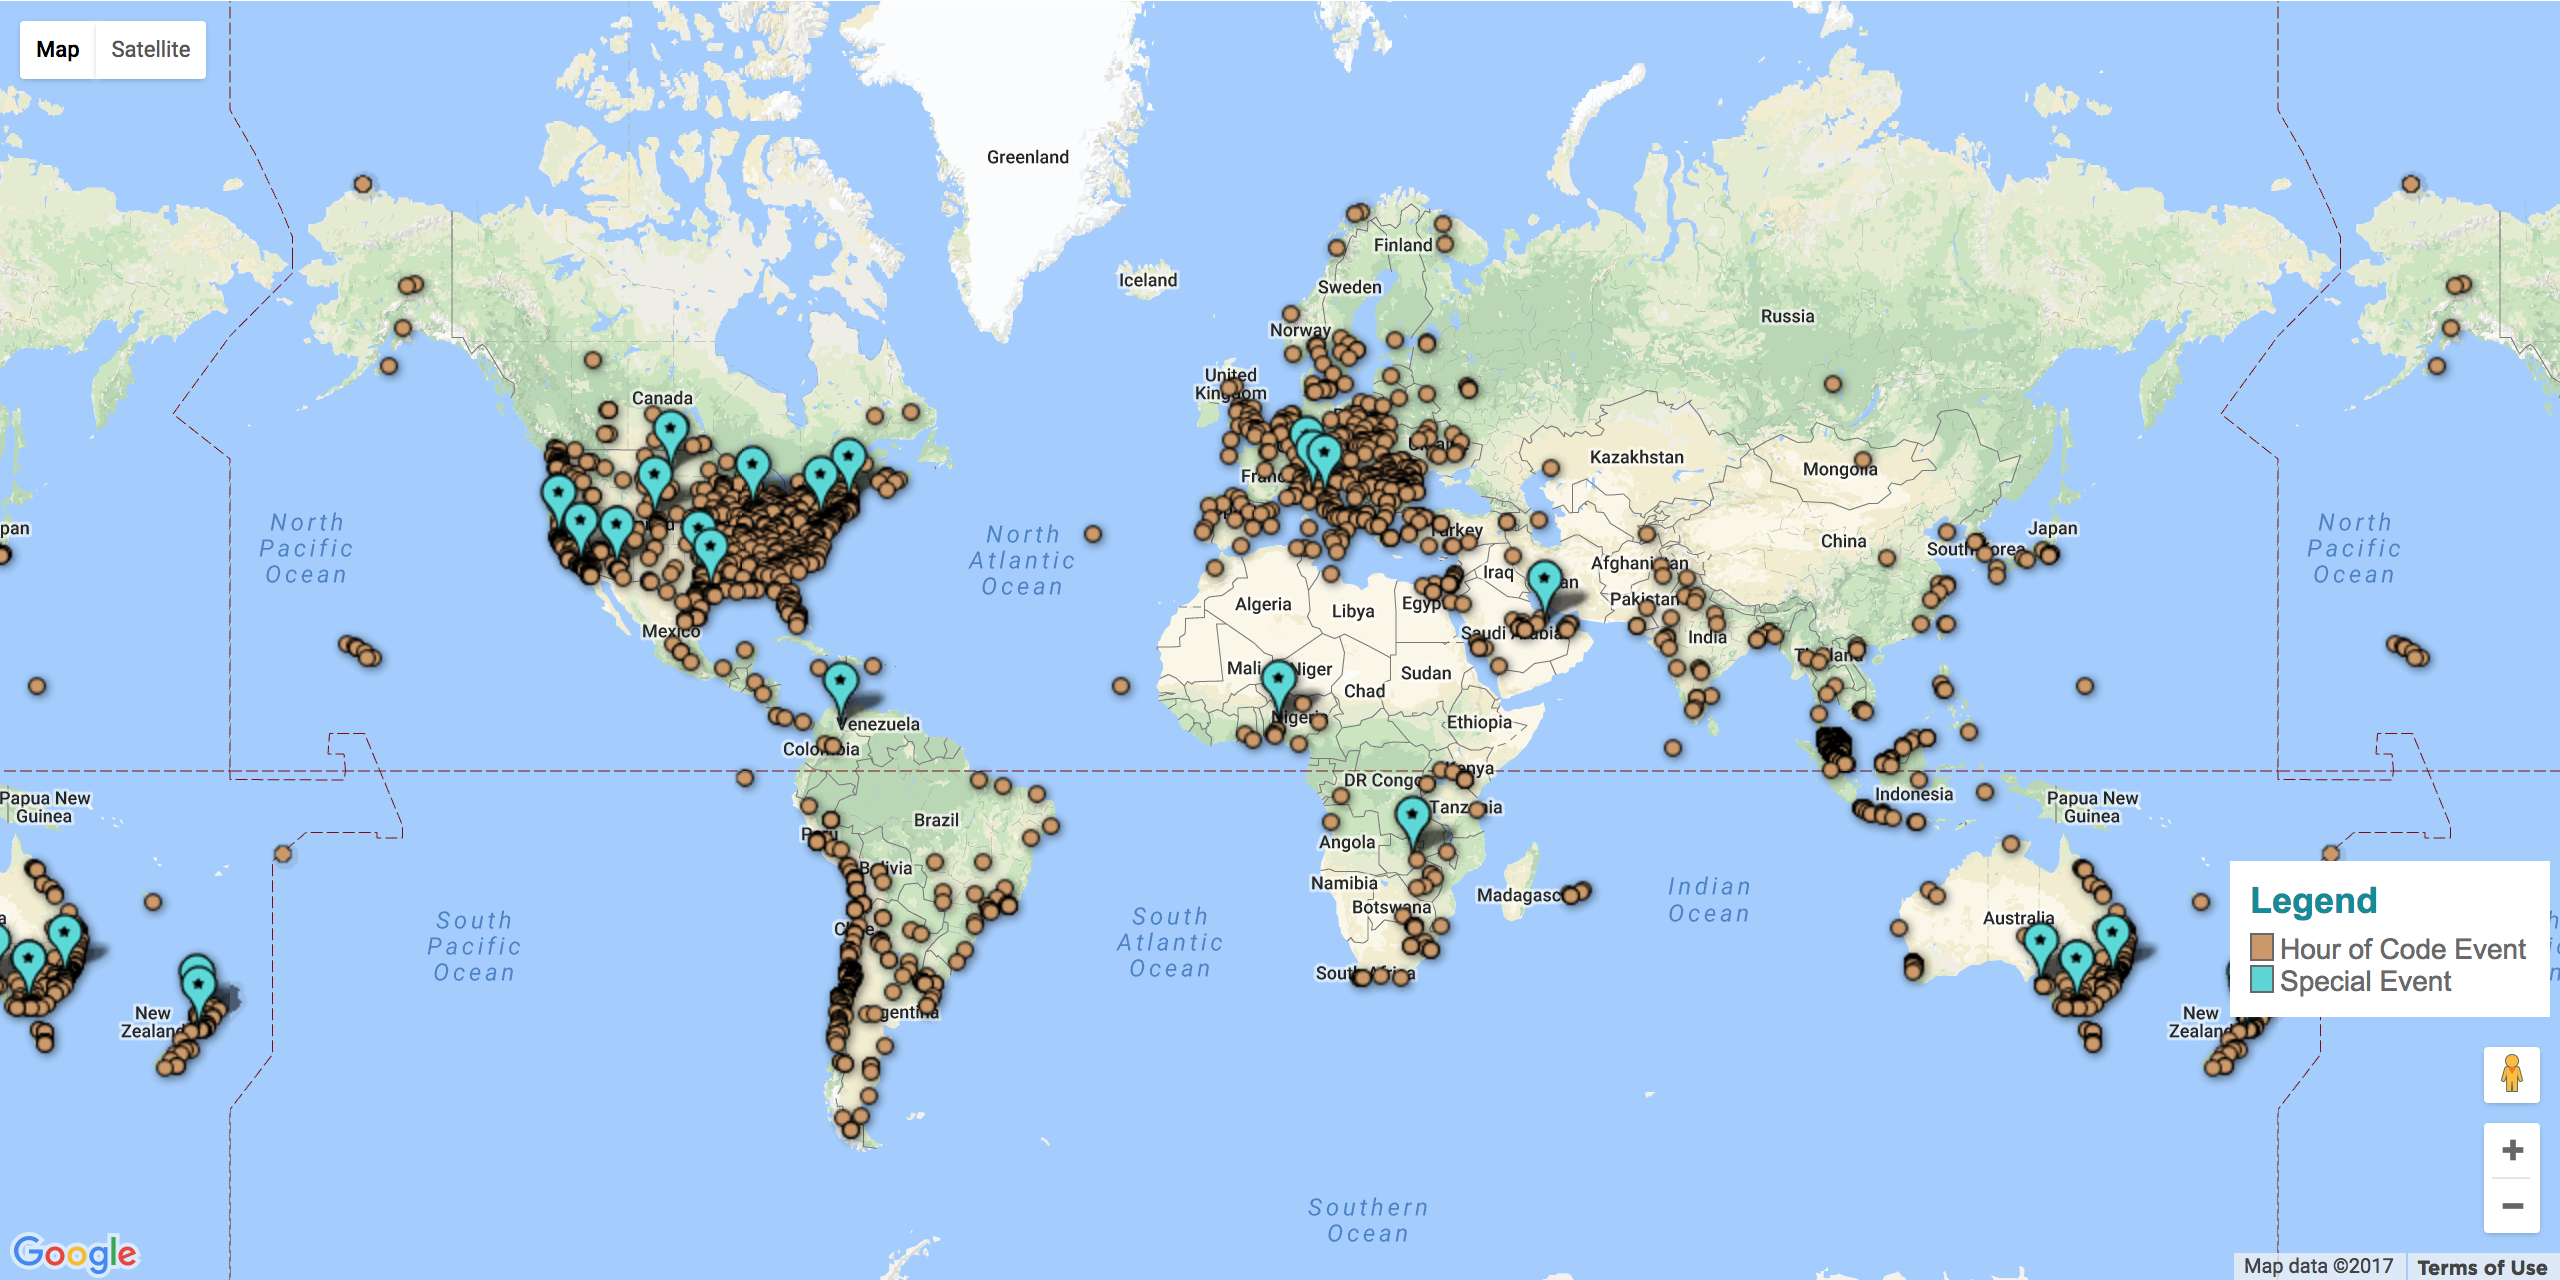 Map Satellite
Greenland
Iceland
Finland
Sweden
Norway
Russia
United
Kingdom
Canada
Kazakhstan
Mongolia
North
Pacific
Ocean
North
Atlantic
Ocean
North
Pacific
Ocean
pan
Japan
China
South Korea
Iraq
Afghanistan
Pakistan
India
Thailand
Algeria
Libya
Egypt
Saudi Arabia
Mexico
Mali
Niger
Chad
Sudan
Nigeria
Ethiopia
Venezuela
Colombia
DR Congo
Kenya
Tanzania
Indonesia
Papua New
Guinea
Papua New
Guinea
Brazil
Peru
Bolivia
Angola
Namibia
Botswana
Madagascar
Indian
Ocean
Australia
South
Pacific
Ocean
South
Atlantic
Ocean
Chile
South Africa
Argentina
New
Zealand
New
Zealand
Legend
Hour of Code Event
Special Event
Southern
Ocean
Google
Map data ©2017 Terms of Use